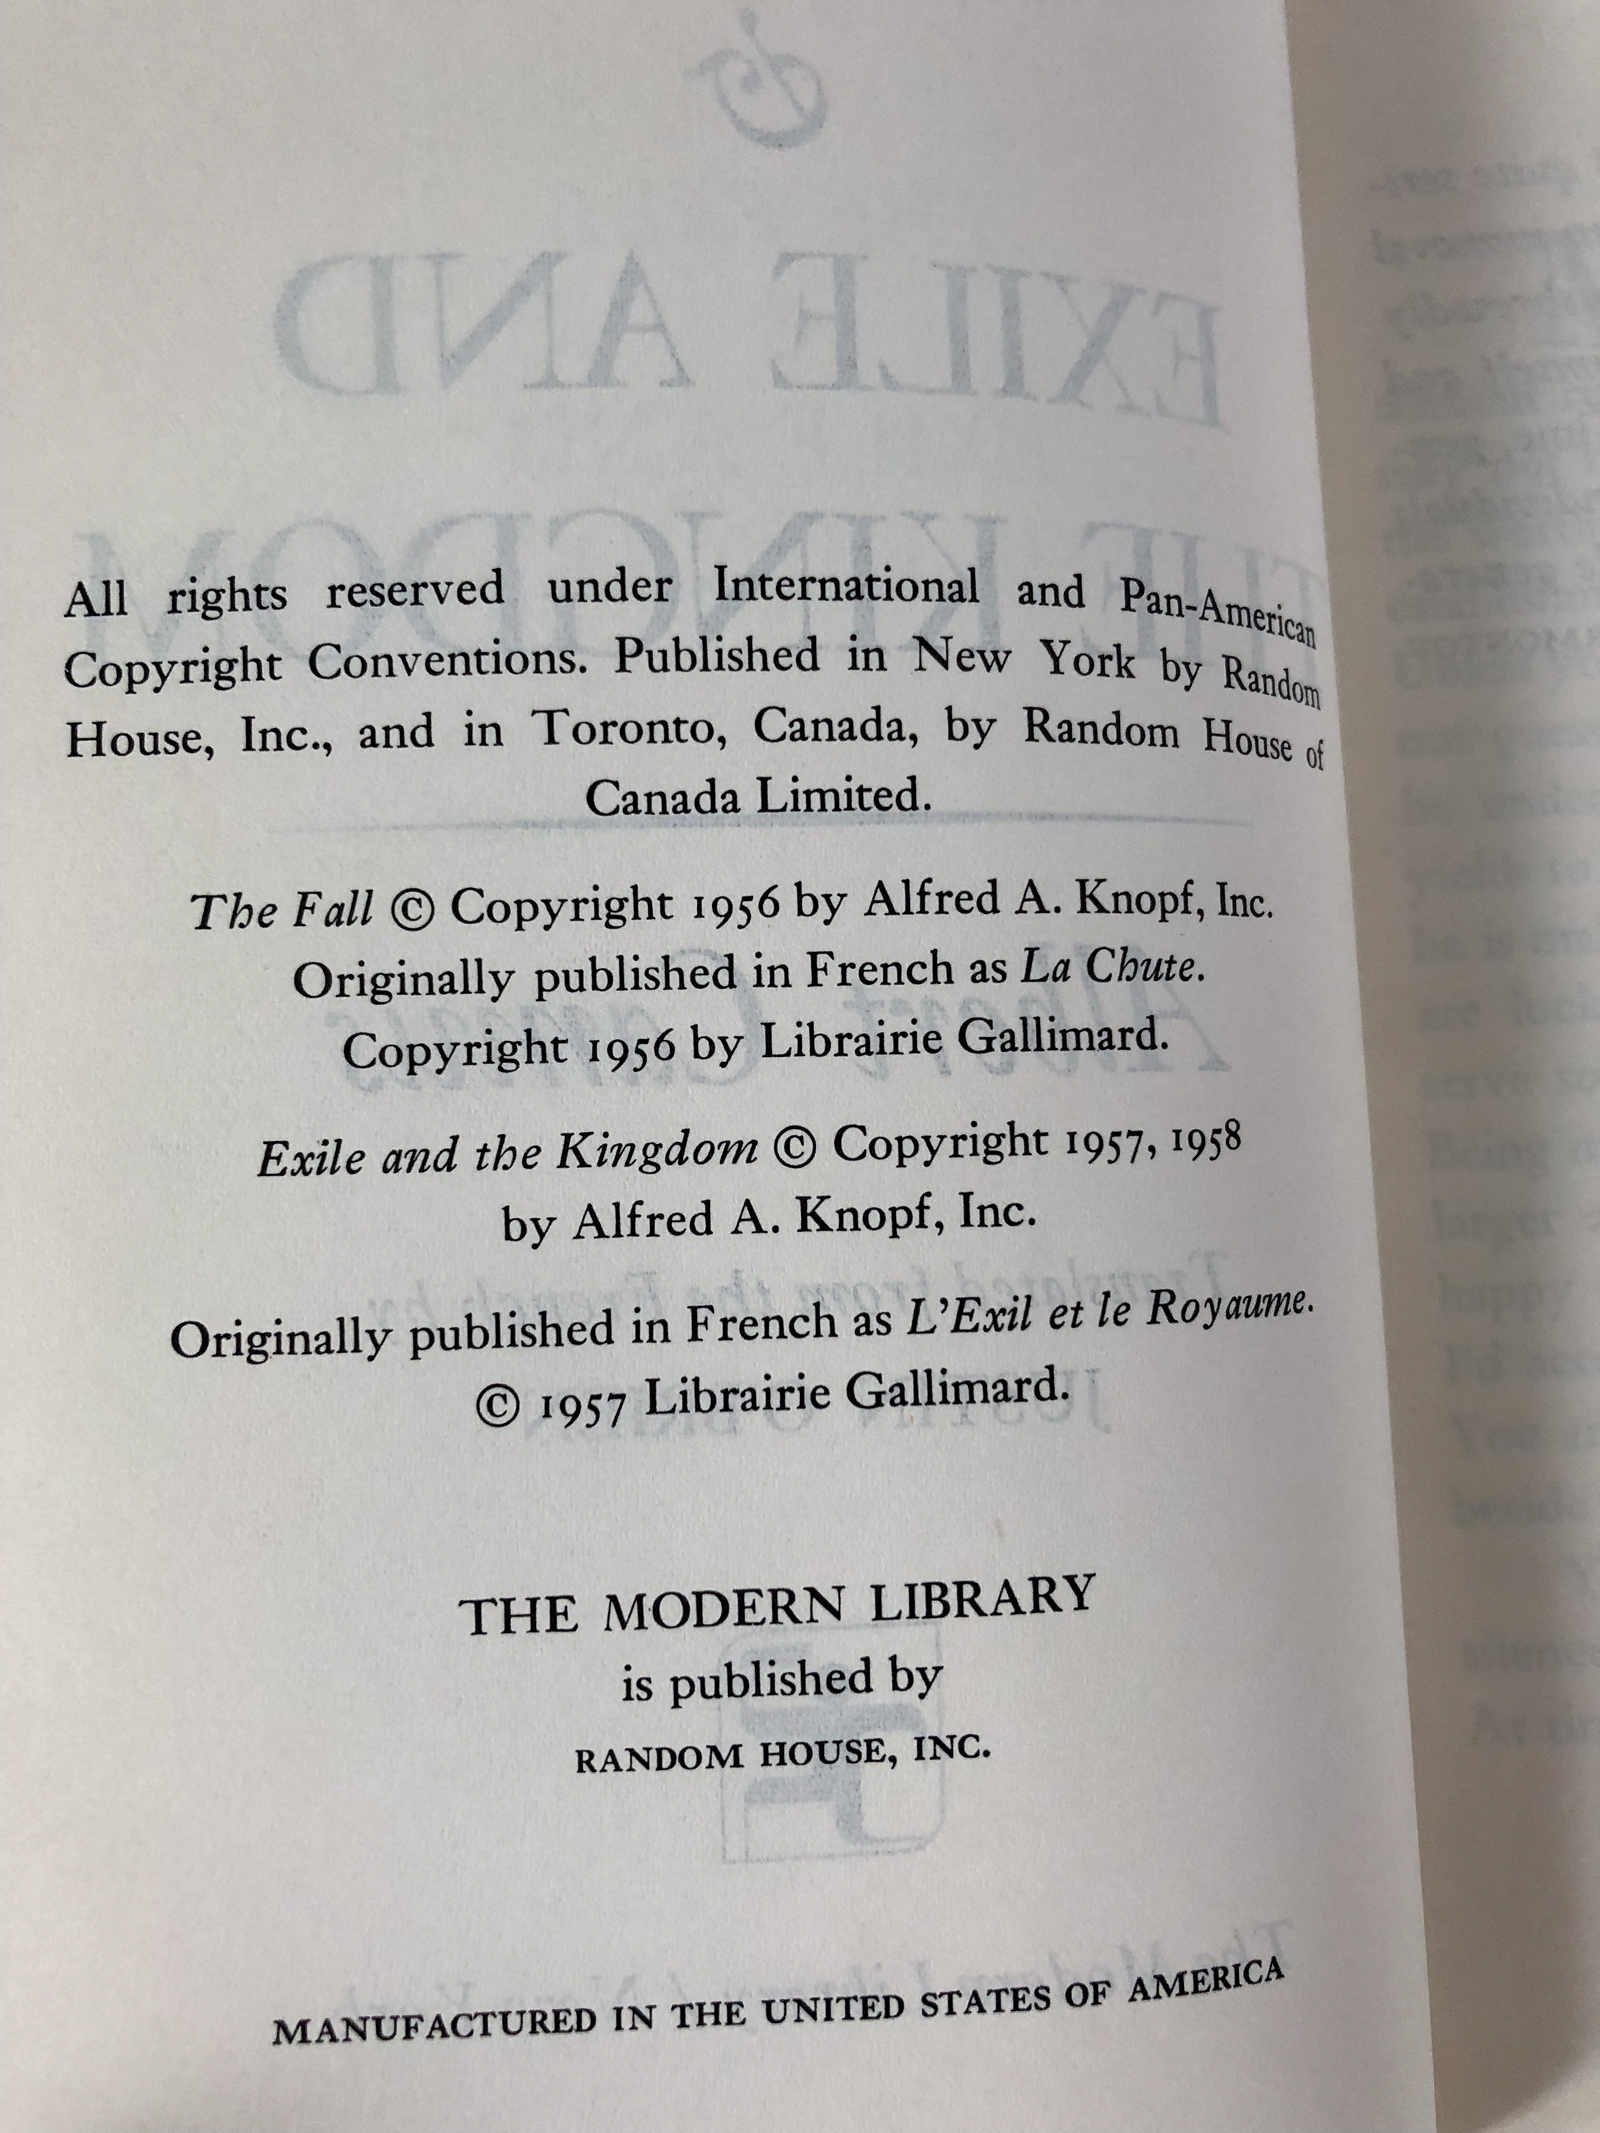 All rights reserved under International and Pan-American
Copyright Conventions. Published in New York by Random
House, Inc., and in Toronto, Canada, by Random House of
Canada Limited.
The Fall © Copyright 1956 by Alfred A. Knopf, Inc.
Originally published in French as La Chute.
Copyright 1956 by Librairie Gallimard.
Exile and the Kingdom © Copyright 1957, 1958
by Alfred A. Knopf, Inc.
Originally published in French as L'Exil et le Royaume.
© 1957 Librairie Gallimard.
THE MODERN LIBRARY
is published by
RANDOM HOUSE, INC.
MANUFACTURED IN THE UNITED STATES OF AMERICA